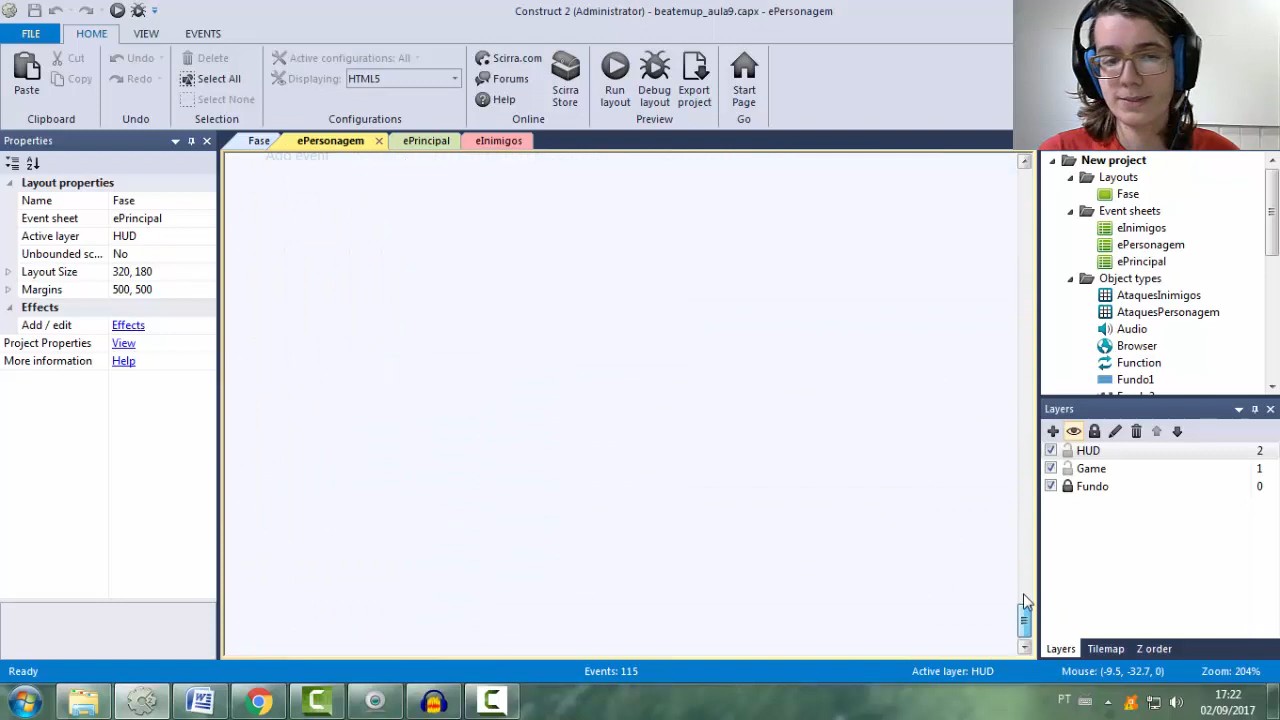 Construct 2 (Administrator) - beatemup_aula9.capx - ePersonagem
FILE
HOME
VIEW
EVENTS
Paste
Cut
Copy
Clipboard
Undo
Redo
Undo
Delete
Select All
Select None
Selection
Active configurations: All
Displaying:
HTML5
Configurations
Scirra.com
Forums
Help
Scirra Store
Online
Run layout
Debug layout
Export project
Preview
Start Page
Go
Properties
Layout properties
Name Fase
Event sheet ePrincipal
Active layer HUD
Unbounded sc... No
Layout Size 320, 180
Margins 500, 500
Effects
Add / edit Effects
Project Properties View
More information Help
Fase
ePersonagem
ePrincipal
eInimigos
Add event
New project
Layouts
Fase
Event sheets
eInimigos
ePersonagem
ePrincipal
Object types
AtaquesInimigos
AtaquesPersonagem
Audio
Browser
Function
Fundo1
Layers
HUD 2
Game 1
Fundo 0
Layers
Tilemap
Z order
Ready
Events: 115
Active layer: HUD
Mouse: (-9.5, -32.7, 0)
Zoom: 204%
PT
17:22
02/09/2017